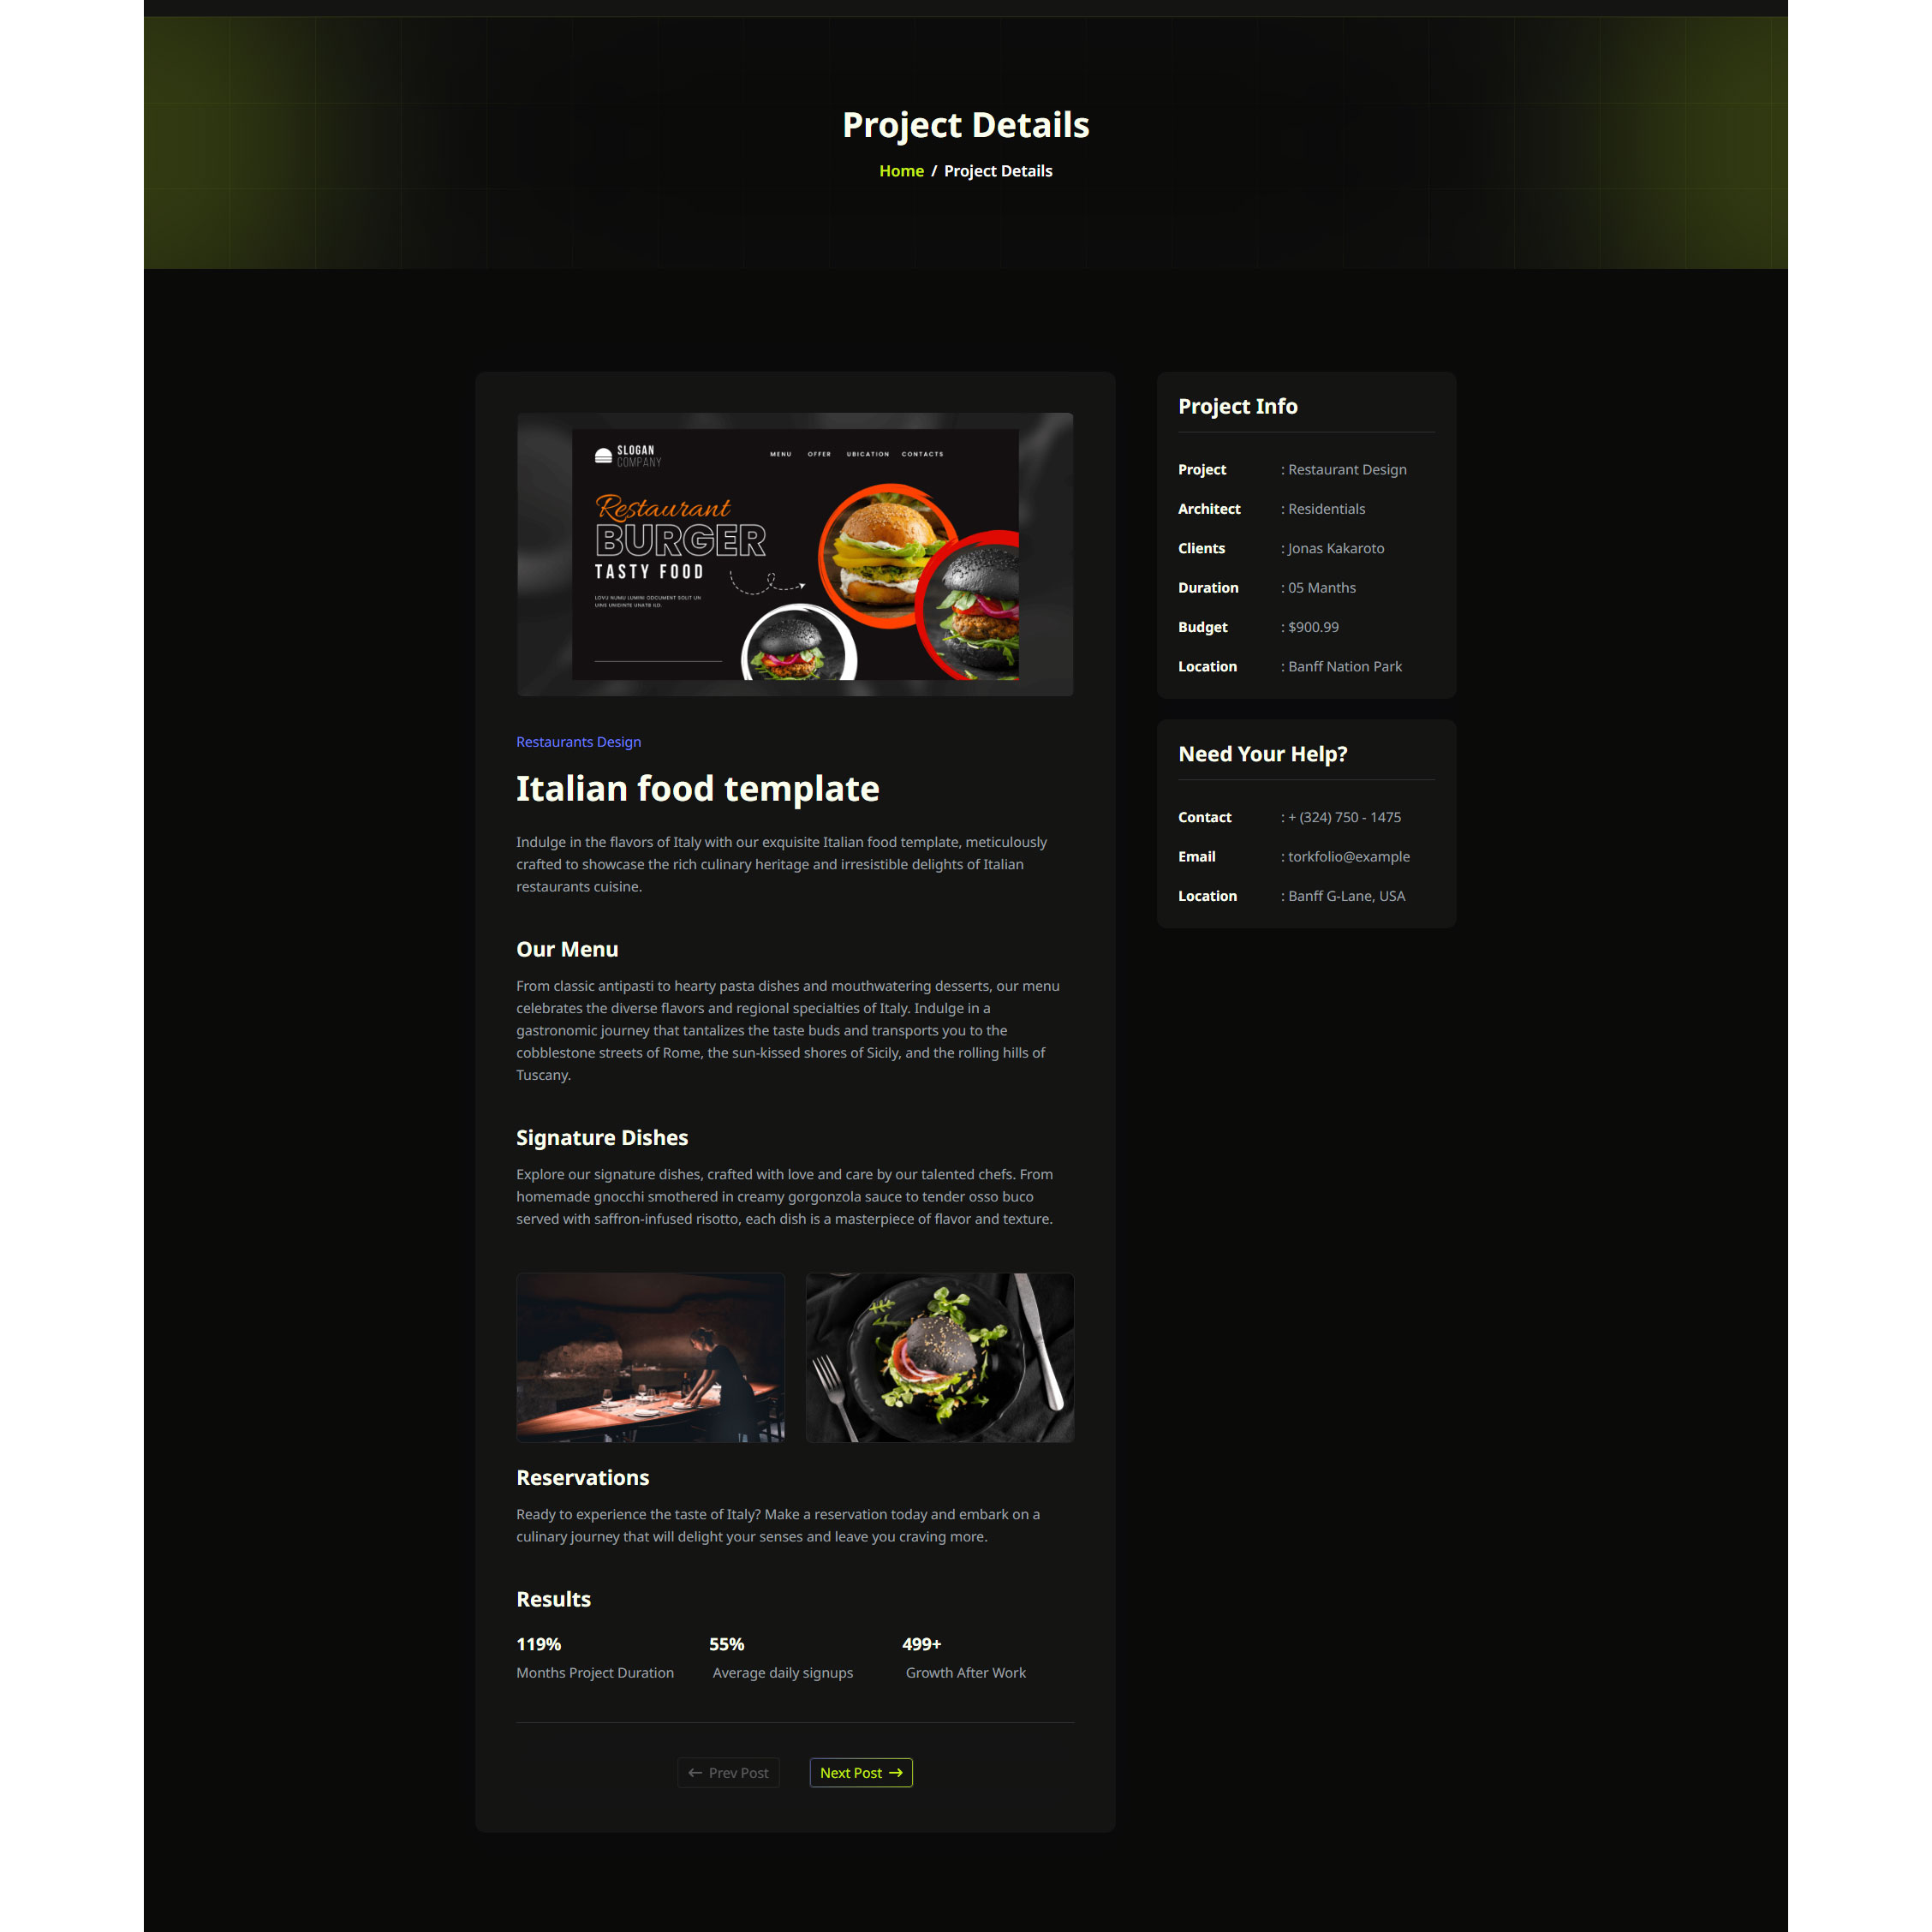 Project Details
Home / Project Details
SLOGAN
COMPANY
MENU OFFER UBICATION CONTACTS
Restaurant
BURGER
TASTY FOOD
LOVU NUMU LUMINI ODCUMENT SOLIT UN
UINS UNIDINTE UNATB ILD.
Restaurants Design
Italian food template
Indulge in the flavors of Italy with our exquisite Italian food template, meticulously
crafted to showcase the rich culinary heritage and irresistible delights of Italian
restaurants cuisine.
Our Menu
From classic antipasti to hearty pasta dishes and mouthwatering desserts, our menu
celebrates the diverse flavors and regional specialties of Italy. Indulge in a
gastronomic journey that tantalizes the taste buds and transports you to the
cobblestone streets of Rome, the sun-kissed shores of Sicily, and the rolling hills of
Tuscany.
Signature Dishes
Explore our signature dishes, crafted with love and care by our talented chefs. From
homemade gnocchi smothered in creamy gorgonzola sauce to tender osso buco
served with saffron-infused risotto, each dish is a masterpiece of flavor and texture.
Reservations
Ready to experience the taste of Italy? Make a reservation today and embark on a
culinary journey that will delight your senses and leave you craving more.
Results
119% 55% 499+
Months Project Duration Average daily signups Growth After Work
Prev Post Next Post
Project Info
Project : Restaurant Design
Architect : Residentials
Clients : Jonas Kakaroto
Duration : 05 Manths
Budget : $900.99
Location : Banff Nation Park
Need Your Help?
Contact : + (324) 750 - 1475
Email : torkfolio@example
Location : Banff G-Lane, USA